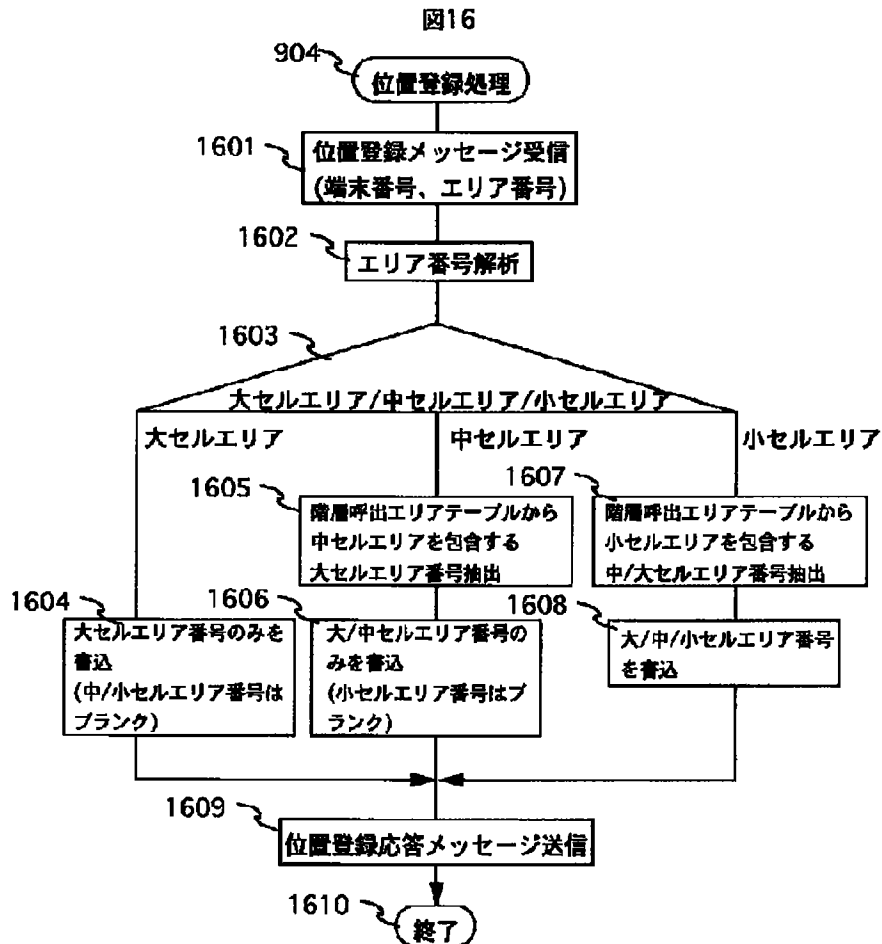 図16
904
位置登録処理
1601
位置登録メッセージ受信
(端末番号、エリア番号)
1602
エリア番号解析
1603
大セルエリア/中セルエリア/小セルエリア
大セルエリア
中セルエリア
小セルエリア
1605
階層呼出エリアテーブルから
中セルエリアを包含する
大セルエリア番号抽出
1607
階層呼出エリアテーブルから
小セルエリアを包含する
中/大セルエリア番号抽出
1604
大セルエリア番号のみを
書込
(中/小セルエリア番号は
ブランク)
1606
大/中セルエリア番号の
みを書込
(小セルエリア番号はブ
ランク)
1608
大/中/小セルエリア番号
を書込
1609
位置登録応答メッセージ送信
1610
終了